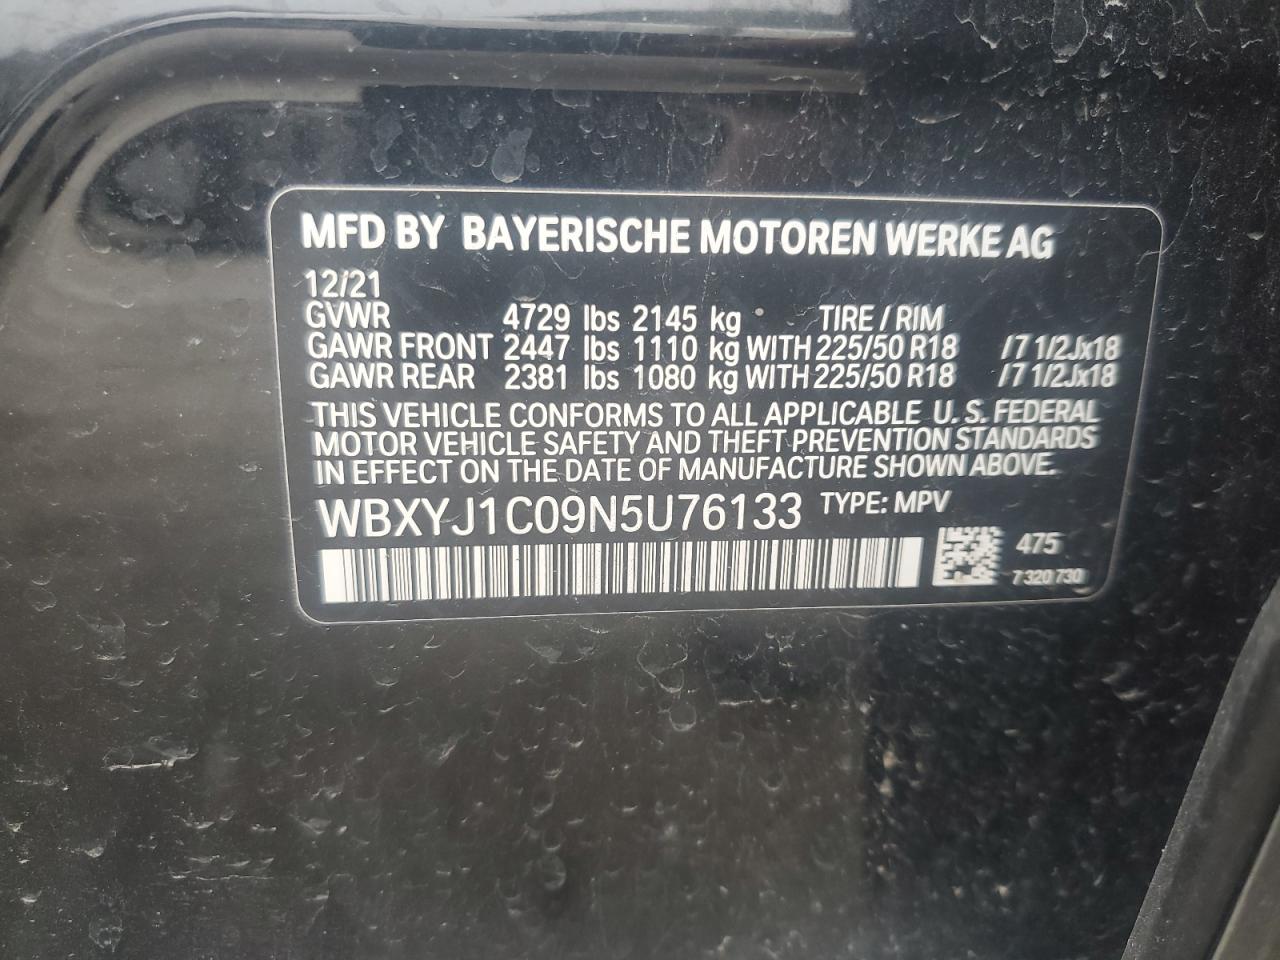 MFD BY BAYERISCHE MOTOREN WERKE AG
12/21
GVWR 4729 lbs 2145 kg TIRE / RIM
GAWR FRONT 2447 lbs 1110 kg WITH 225/50 R18 /7 1/2Jx18
GAWR REAR 2381 lbs 1080 kg WITH 225/50 R18 /7 1/2Jx18
THIS VEHICLE CONFORMS TO ALL APPLICABLE U. S. FEDERAL
MOTOR VEHICLE SAFETY AND THEFT PREVENTION STANDARDS
IN EFFECT ON THE DATE OF MANUFACTURE SHOWN ABOVE.
WBXYJ1C09N5U76133 TYPE: MPV
475
7 320 730